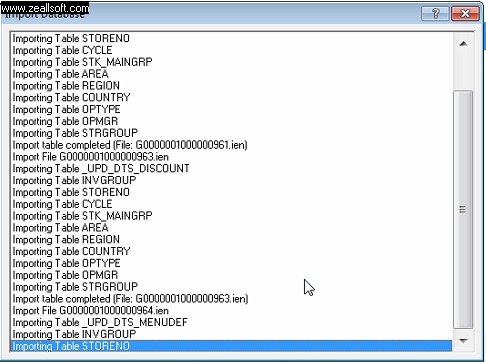 www.zeallsoft.com
Import Database
Importing Table STORENO
Importing Table CYCLE
Importing Table STK_MAINGRP
Importing Table AREA
Importing Table REGION
Importing Table COUNTRY
Importing Table OPTYPE
Importing Table OPMGR
Importing Table STRGROUP
Import table completed (File: G0000001000000961.ien)
Import File G0000001000000963.ien
Importing Table _UPD_DTS_DISCOUNT
Importing Table INVGROUP
Importing Table STORENO
Importing Table CYCLE
Importing Table STK_MAINGRP
Importing Table AREA
Importing Table REGION
Importing Table COUNTRY
Importing Table OPTYPE
Importing Table OPMGR
Importing Table STRGROUP
Import table completed (File: G0000001000000963.ien)
Import File G0000001000000964.ien
Importing Table _UPD_DTS_MENUDEF
Importing Table INVGROUP
Importing Table STORENO